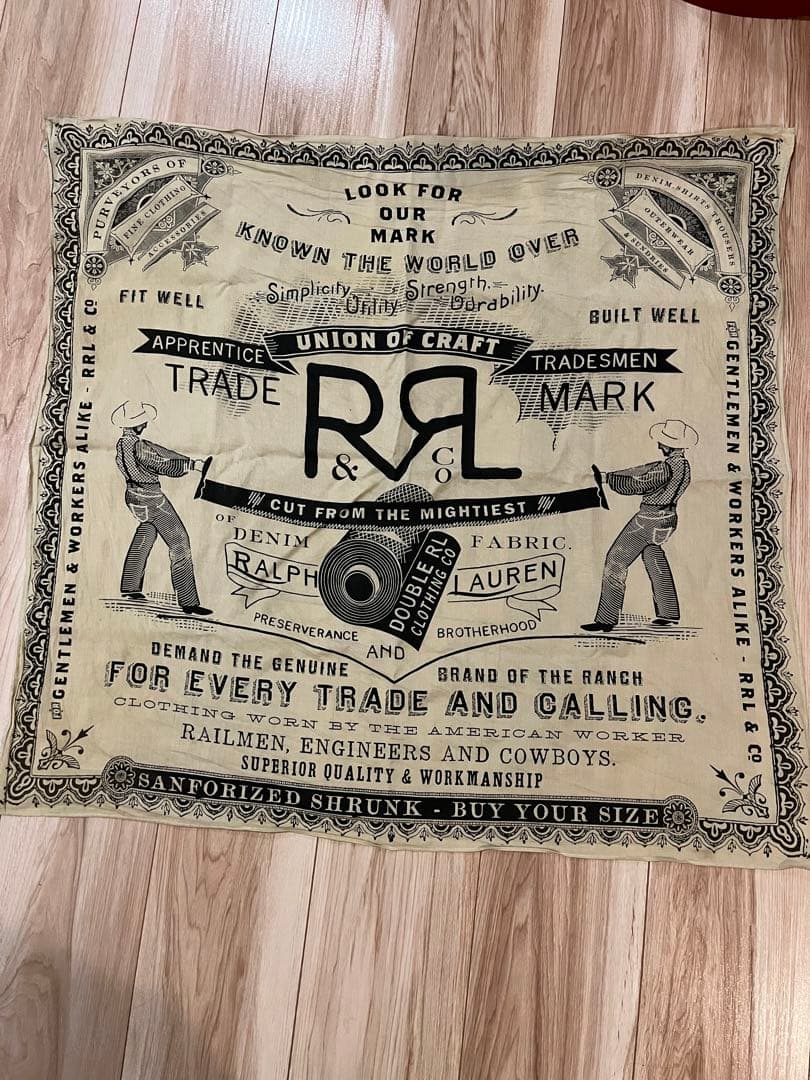 PURVEYORS OF
FINE CLOTHING
ACCESSORIES
LOOK FOR
OUR
MARK
KNOWN THE WORLD OVER
DENIM, SHIRTS, TROUSERS
OUTERWEAR
& SUNDRIES
Simplicity, Strength,
Utility Durability.
FIT WELL
BUILT WELL
UNION OF CRAFT
APPRENTICE
TRADESMEN
TRADE
MARK
RRL
& CO
CUT FROM THE MIGHTIEST
OF
DENIM
FABRIC.
RALPH
LAUREN
DOUBLE RL
CLOTHING CO
PRESERVERANCE
AND
BROTHERHOOD
DEMAND THE GENUINE
BRAND OF THE RANCH
FOR EVERY TRADE AND CALLING.
CLOTHING WORN BY THE AMERICAN WORKER
RAILMEN, ENGINEERS AND COWBOYS.
SUPERIOR QUALITY & WORKMANSHIP
SANFORIZED SHRUNK - BUY YOUR SIZE
GENTLEMEN & WORKERS ALIKE - RRL & CO
GENTLEMEN & WORKERS ALIKE - RRL & CO